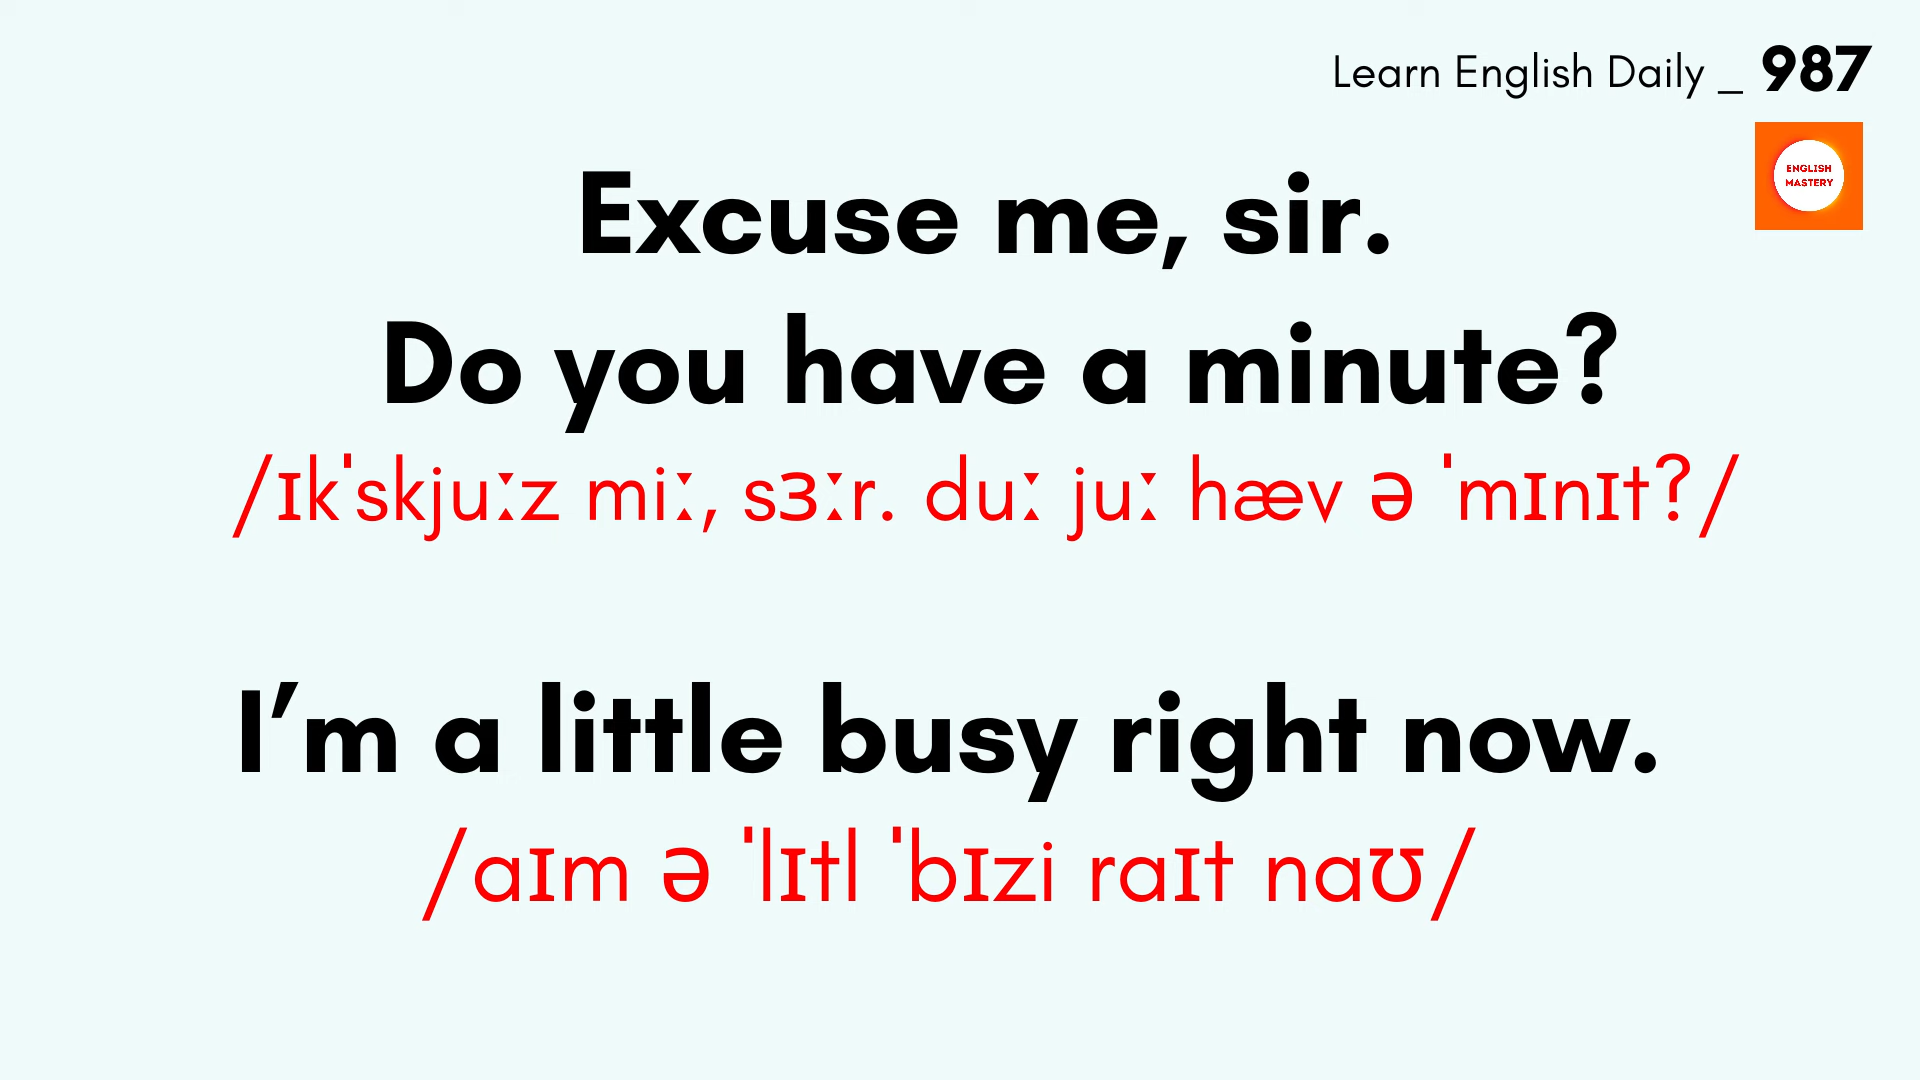 Learn English Daily _ 987
ENGLISH
MASTERY
Excuse me, sir.
Do you have a minute?
/ɪkˈskjuːz miː, sɜːr. duː juː hæv ə ˈmɪnɪt?/
I’m a little busy right now.
/aɪm ə ˈlɪtl ˈbɪzi raɪt naʊ/